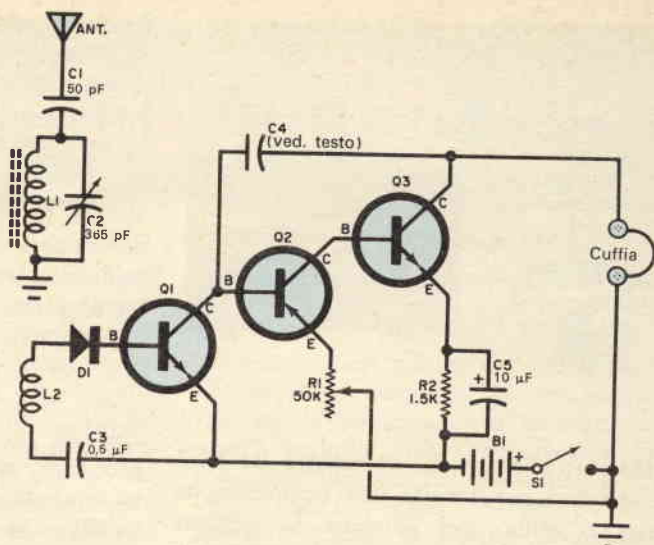 ANT.
C1
50 pF
L1
C2
365 pF
C4
(ved. testo)
Q3
C
B
E
Q2
B
C
E
Q1
B
C
E
Cuffia
D1
L2
C3
0,5 µF
R1
50K
R2
1.5K
C5
+ 10 µF
B1
+
S1